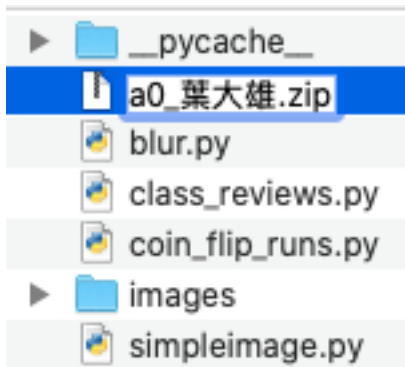 __pycache__
a0_葉大雄.zip
blur.py
class_reviews.py
coin_flip_runs.py
images
simpleimage.py